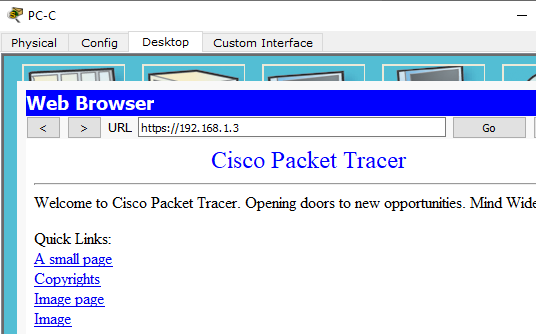 PC-C
Physical Config Desktop Custom Interface
Web Browser
< > URL https://192.168.1.3 Go
Cisco Packet Tracer
Welcome to Cisco Packet Tracer. Opening doors to new opportunities. Mind Wide
Quick Links:
A small page
Copyrights
Image page
Image